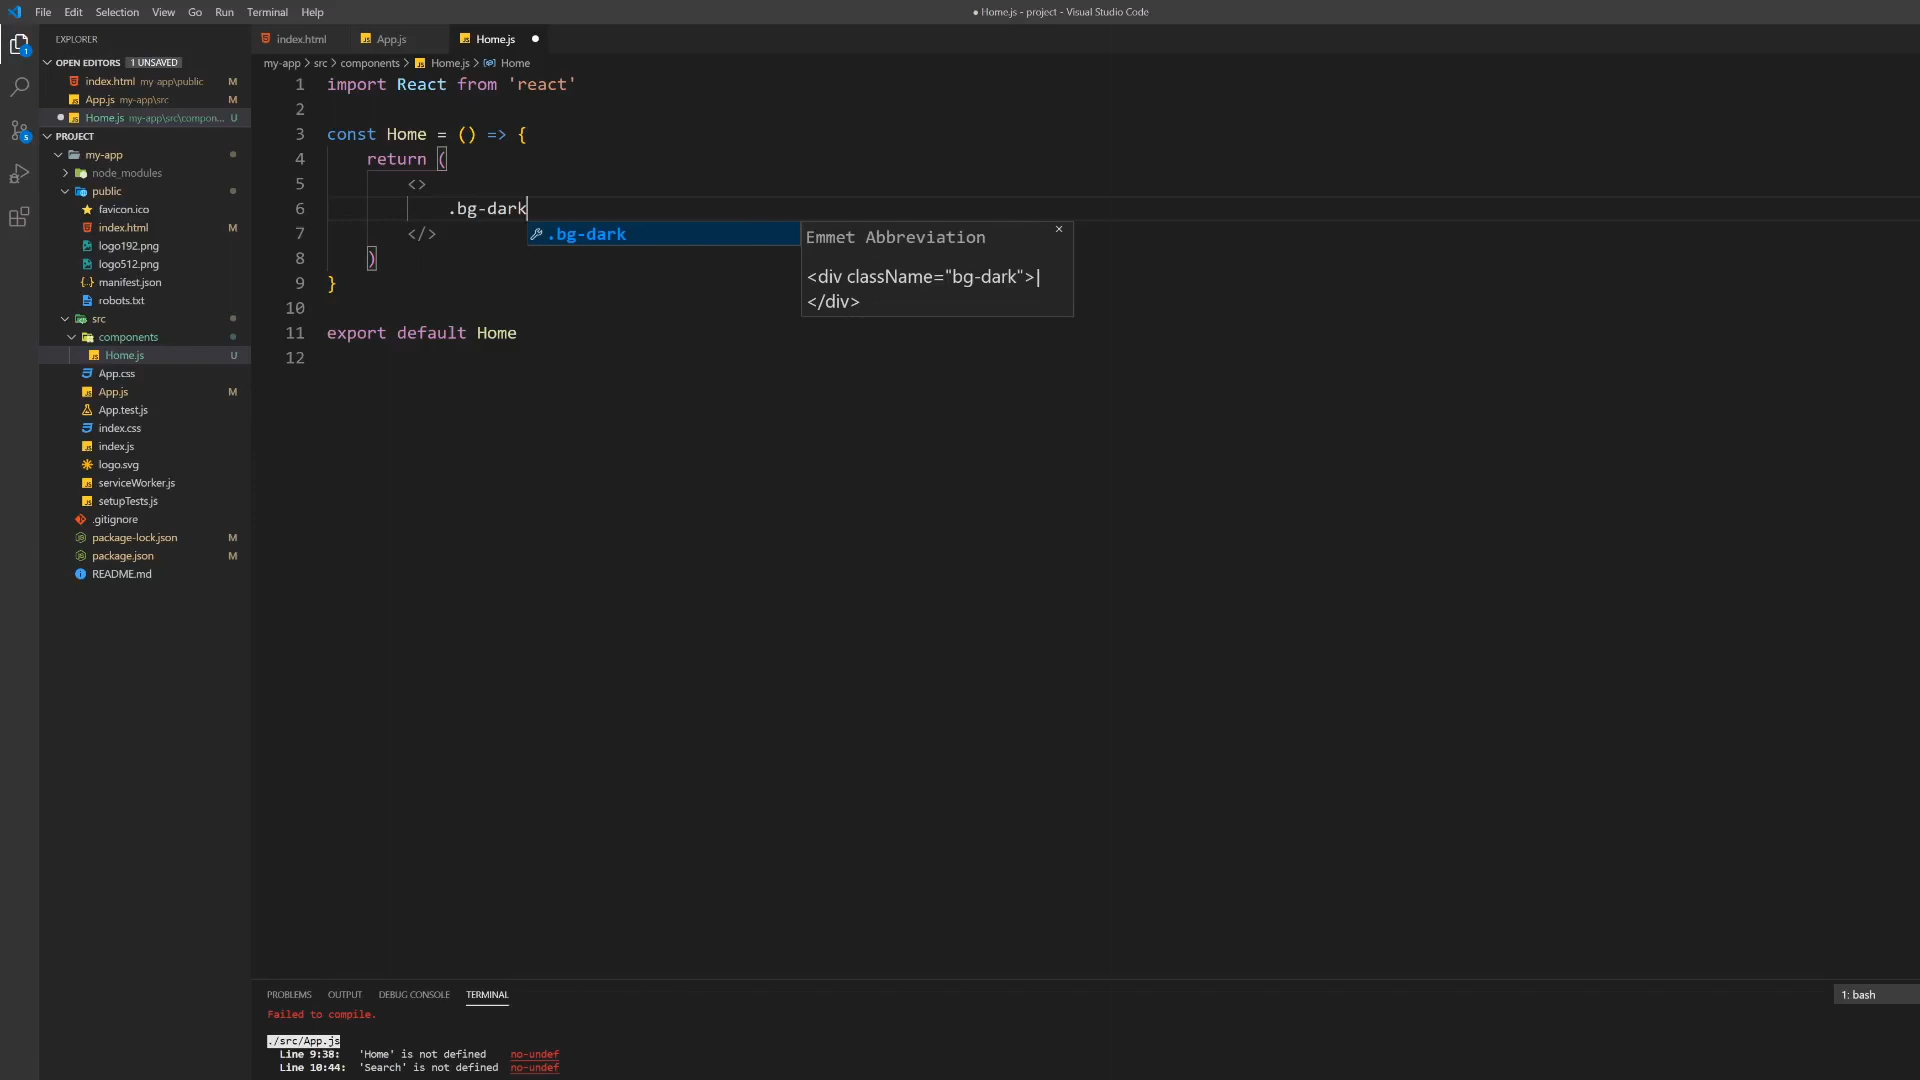 File Edit Selection View Go Run Terminal Help
● Home.js - project - Visual Studio Code
EXPLORER
OPEN EDITORS 1 UNSAVED
index.html my-app\public M
App.js my-app\src M
Home.js my-app\src\compon... U
PROJECT
my-app
node_modules
public
favicon.ico
index.html M
logo192.png
logo512.png
manifest.json
robots.txt
src
components
Home.js U
App.css
App.js M
App.test.js
index.css
index.js
logo.svg
serviceWorker.js
setupTests.js
.gitignore
package-lock.json M
package.json M
README.md
1
5
index.html App.js Home.js
my-app > src > components > Home.js > Home
1 import React from 'react'
2
3 const Home = () => {
4 return (
5 <>
6 .bg-dark
7 </>
8 )
9 }
10
11 export default Home
12
.bg-dark
Emmet Abbreviation
<div className="bg-dark">|
</div>
PROBLEMS OUTPUT DEBUG CONSOLE TERMINAL
1: bash
Failed to compile.
./src/App.js
Line 9:38: 'Home' is not defined no-undef
Line 10:44: 'Search' is not defined no-undef